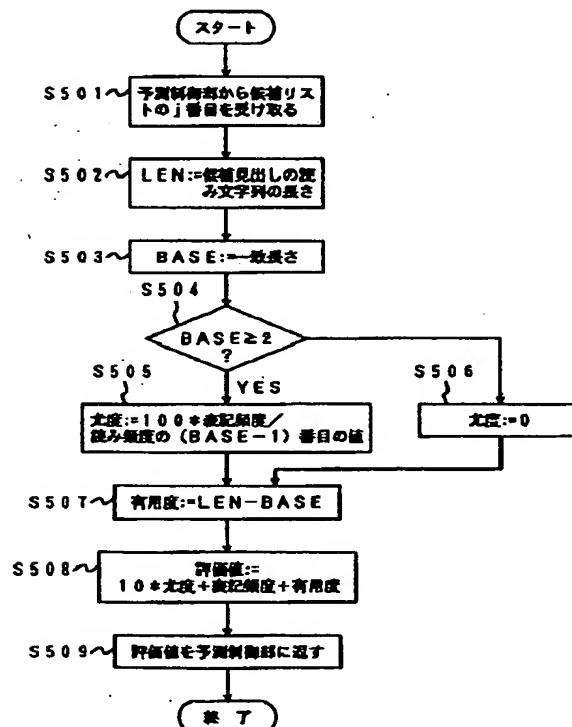 スタート
S501
予測制御部から候補リス
トのj番目を受け取る
S502
LEN:=候補見出しの読
み文字列の長さ
S503
BASE:=一致長さ
S504
BASE≥2
?
S505
YES
S506
尤度:=100*表記頻度/
読み頻度の(BASE-1)番目の値
尤度:=0
S507
有用度:=LEN-BASE
S508
評価値:=
10*尤度+表記頻度+有用度
S509
評価値を予測制御部に返す
終了